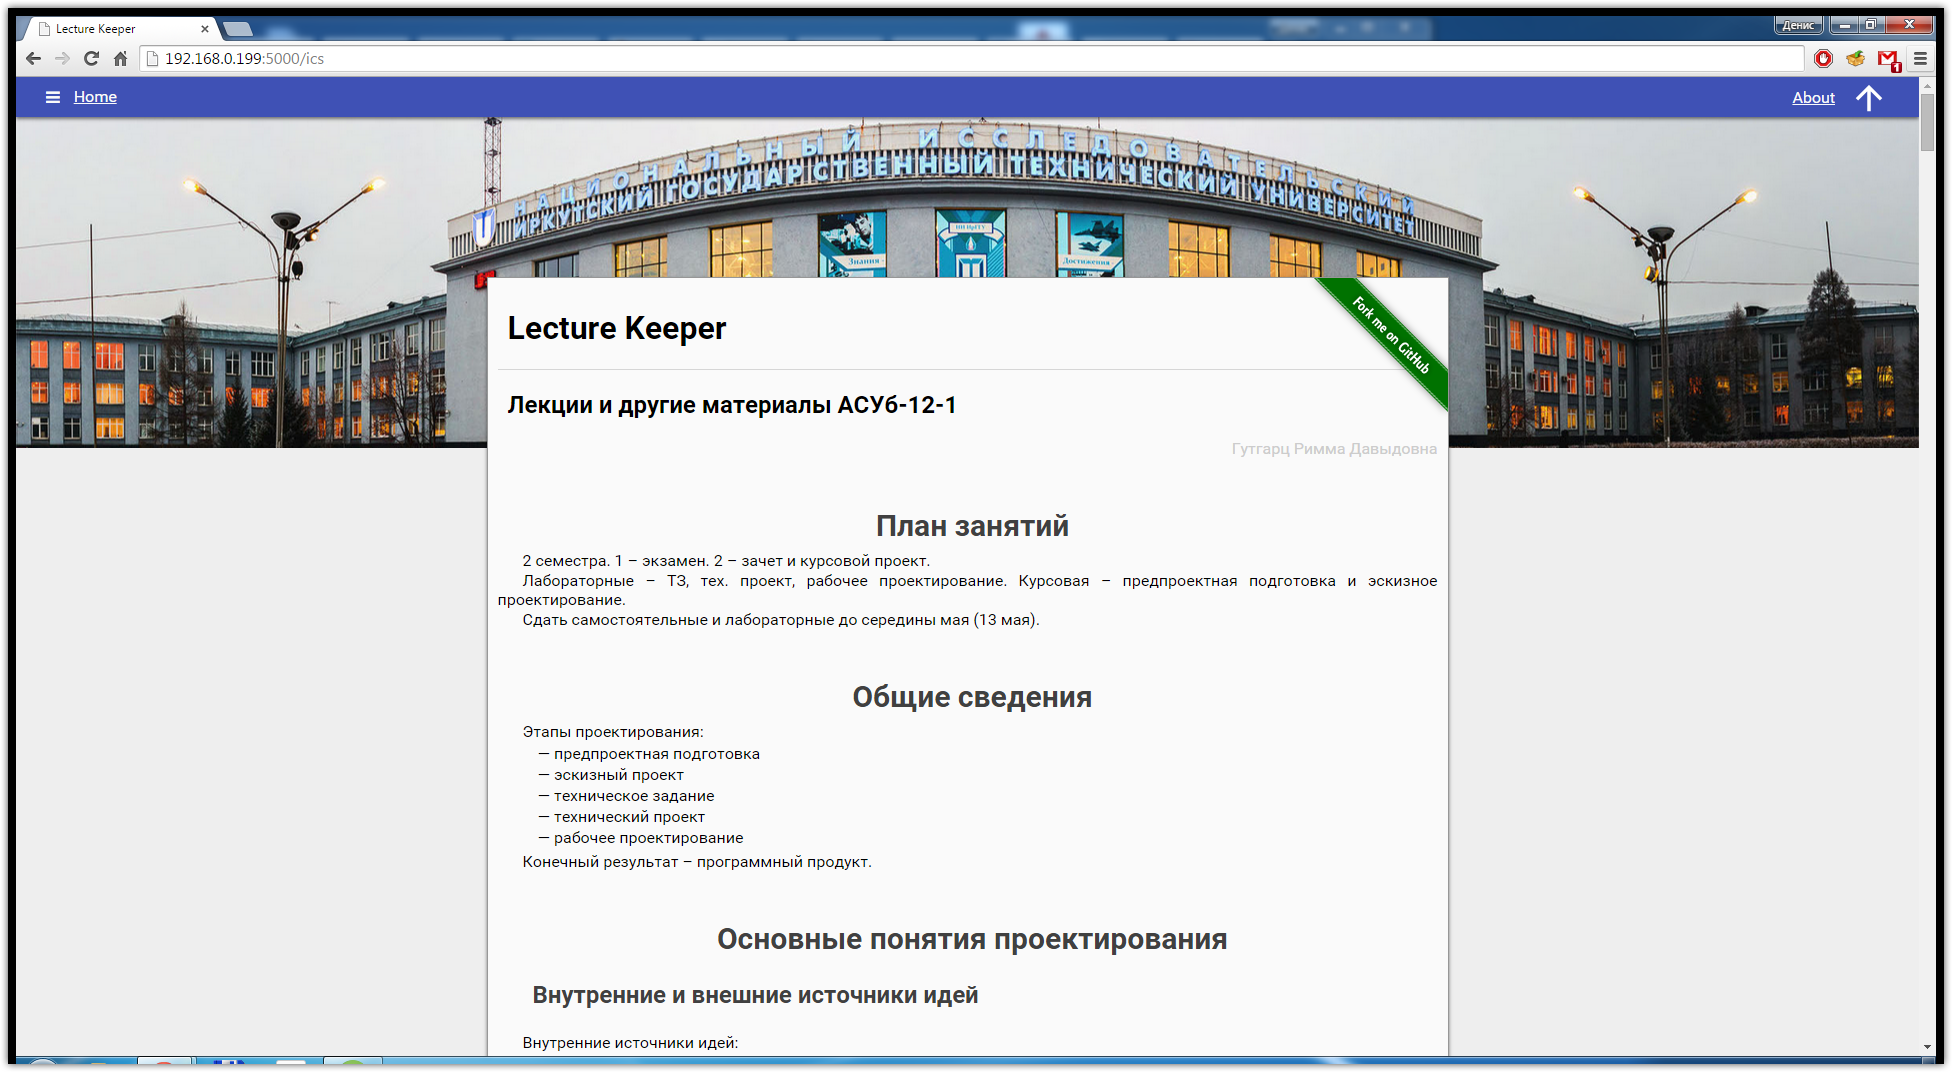 Lecture Keeper
Денис
192.168.0.199:5000/ics
1
Home
About
НАЦИОНАЛЬНЫЙ ИССЛЕДОВАТЕЛЬСКИЙ
ИРКУТСКИЙ ГОСУДАРСТВЕННЫЙ ТЕХНИЧЕСКИЙ УНИВЕРСИТЕТ
Знания
НИ ИрГТУ
Достижения
Fork me on GitHub
Lecture Keeper
Лекции и другие материалы АСУб-12-1
Гутгарц Римма Давыдовна
План занятий
2 семестра. 1 – экзамен. 2 – зачет и курсовой проект.
Лабораторные – ТЗ, тех. проект, рабочее проектирование. Курсовая – предпроектная подготовка и эскизное
проектирование.
Сдать самостоятельные и лабораторные до середины мая (13 мая).
Общие сведения
Этапы проектирования:
— предпроектная подготовка
— эскизный проект
— техническое задание
— технический проект
— рабочее проектирование
Конечный результат – программный продукт.
Основные понятия проектирования
Внутренние и внешние источники идей
Внутренние источники идей: